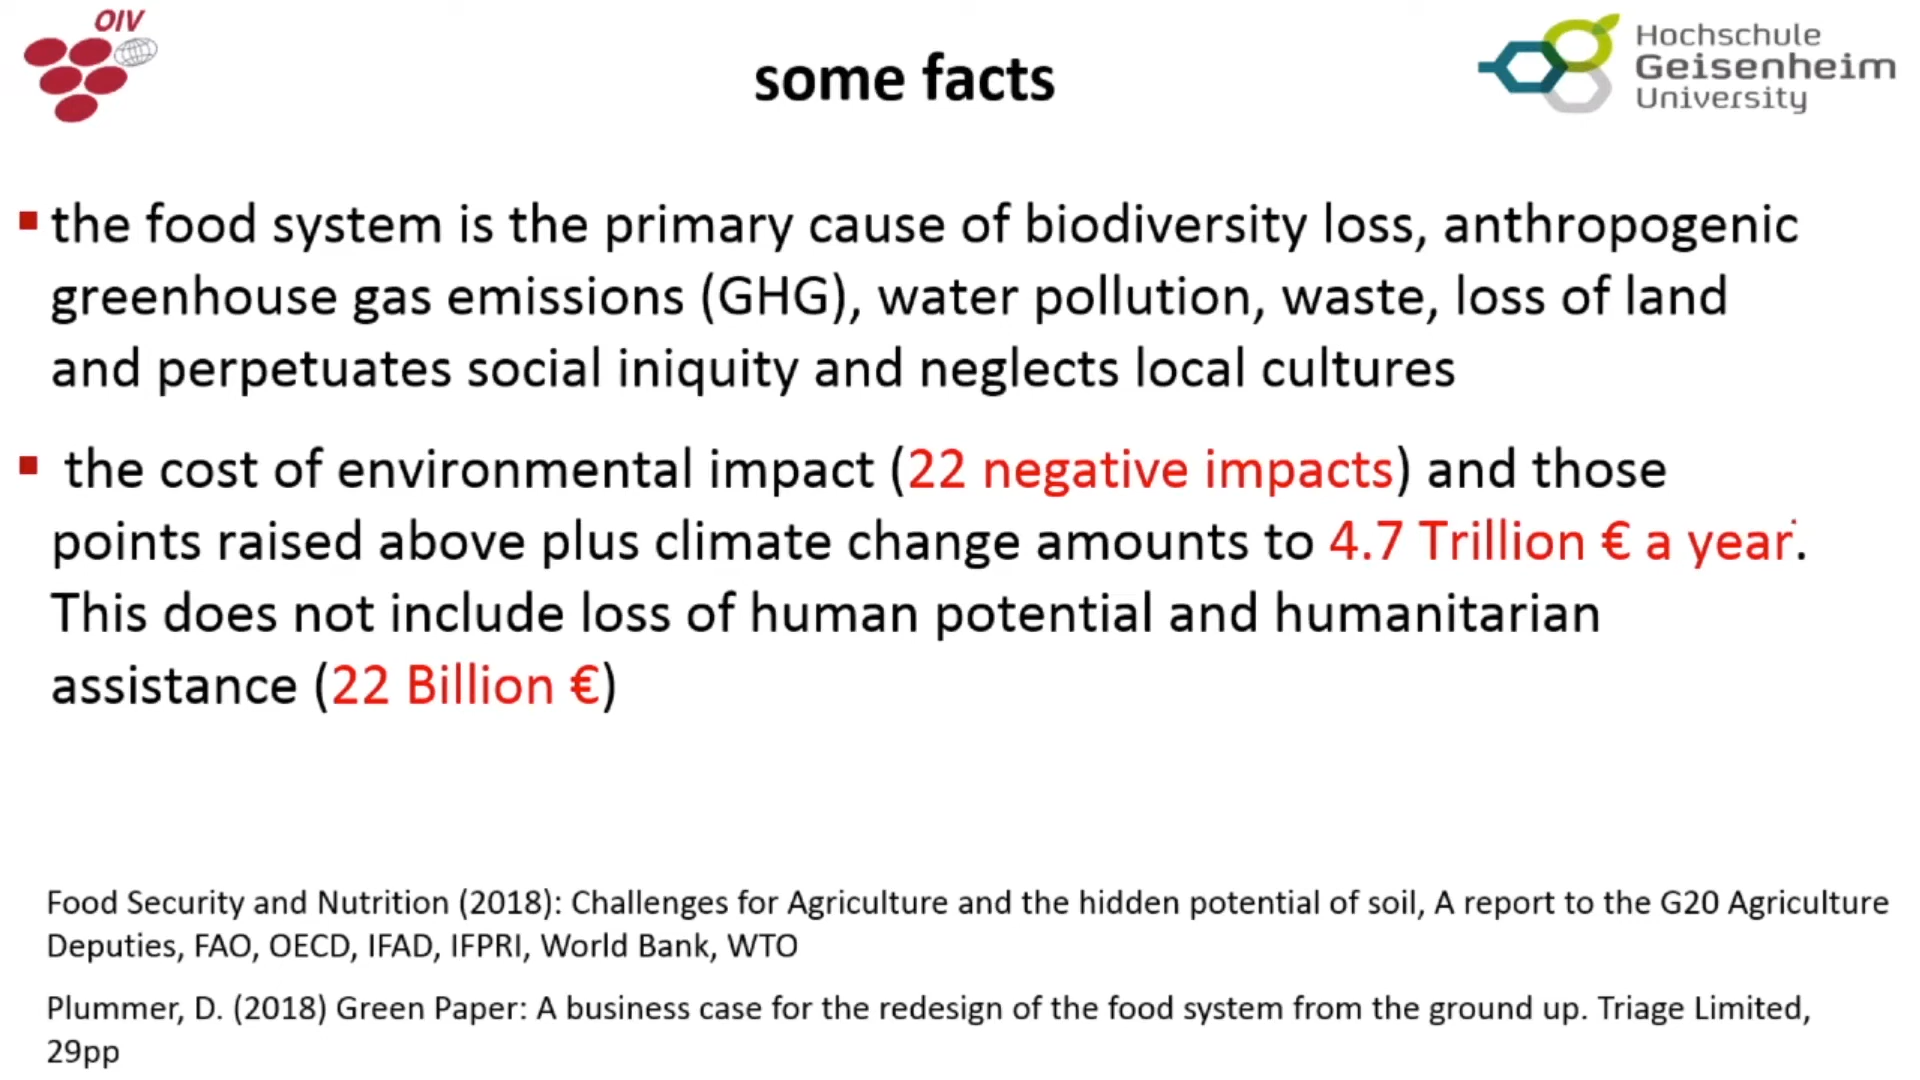 OIV
some facts
Hochschule
Geisenheim
University
▪ the food system is the primary cause of biodiversity loss, anthropogenic
greenhouse gas emissions (GHG), water pollution, waste, loss of land
and perpetuates social iniquity and neglects local cultures
▪ the cost of environmental impact (22 negative impacts) and those
points raised above plus climate change amounts to 4.7 Trillion € a year.
This does not include loss of human potential and humanitarian
assistance (22 Billion €)
Food Security and Nutrition (2018): Challenges for Agriculture and the hidden potential of soil, A report to the G20 Agriculture
Deputies, FAO, OECD, IFAD, IFPRI, World Bank, WTO
Plummer, D. (2018) Green Paper: A business case for the redesign of the food system from the ground up. Triage Limited,
29pp